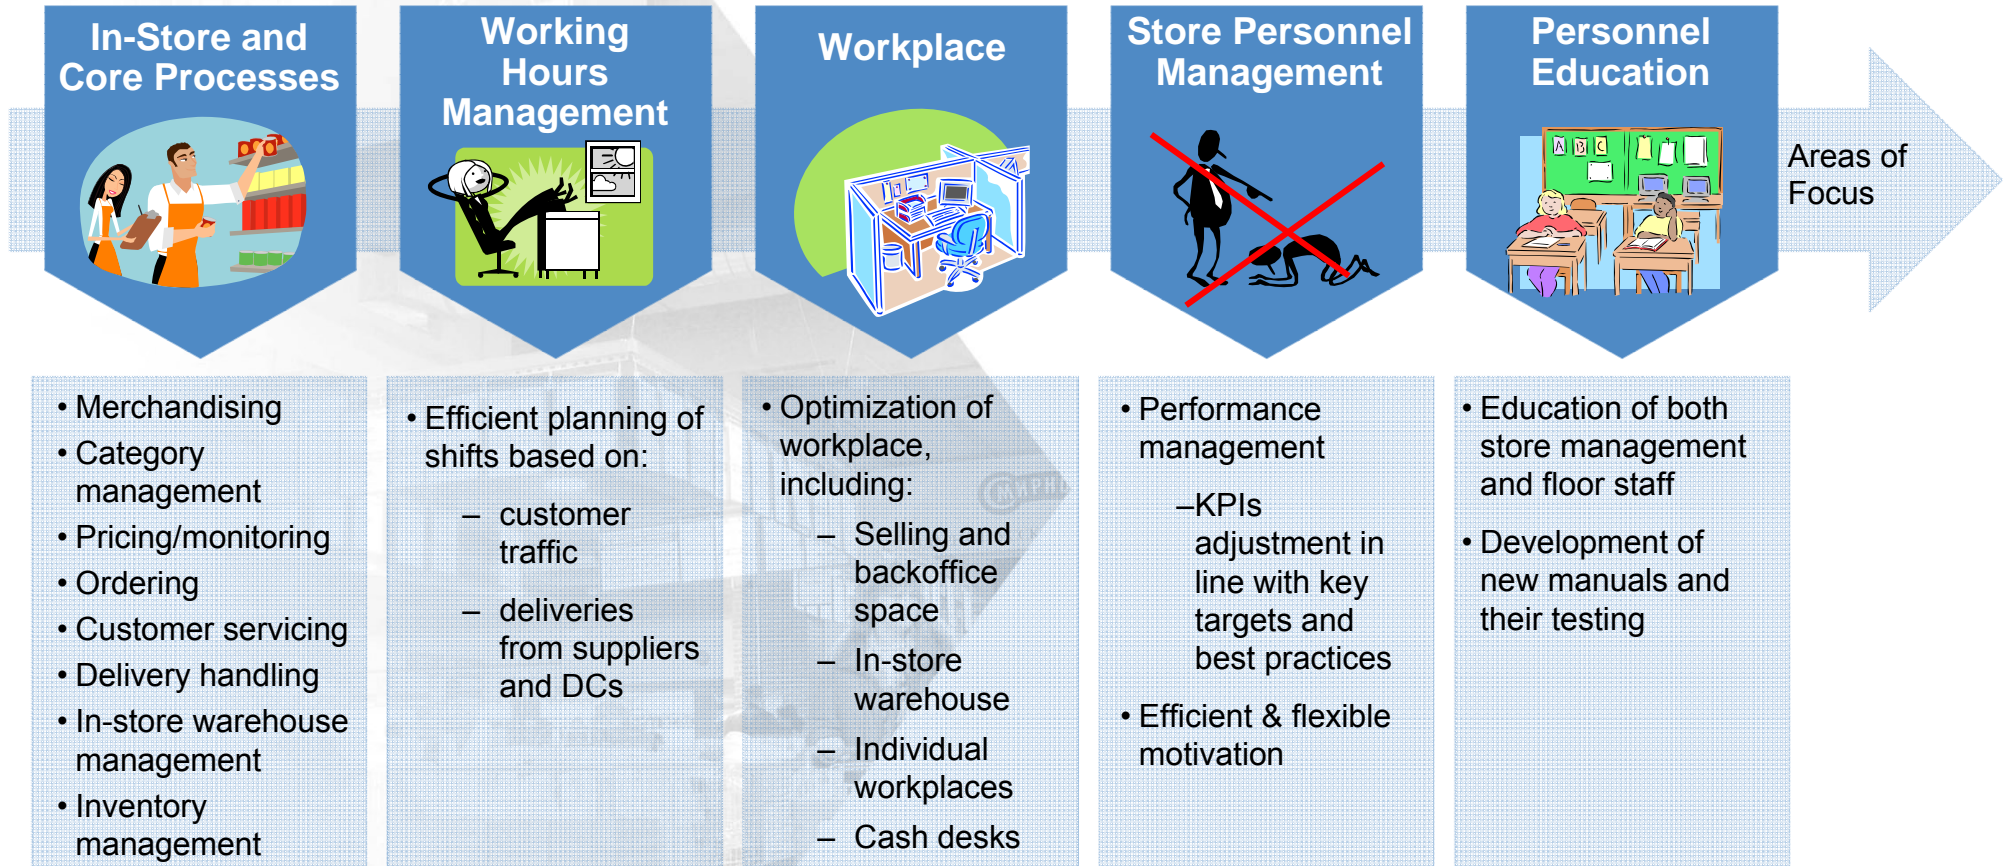 In-Store and
Core Processes
Working
Hours
Management
Workplace
Store Personnel
Management
Personnel
Education
A B C
Areas of
Focus
• Merchandising
• Category
management
• Pricing/monitoring
• Ordering
• Customer servicing
• Delivery handling
• In-store warehouse
management
• Inventory
management
• Efficient planning of
shifts based on:
– customer
traffic
– deliveries
from suppliers
and DCs
• Optimization of
workplace,
including:
– Selling and
backoffice
space
– In-store
warehouse
– Individual
workplaces
– Cash desks
• Performance
management
–KPIs
adjustment in
line with key
targets and
best practices
• Efficient & flexible
motivation
• Education of both
store management
and floor staff
• Development of
new manuals and
their testing